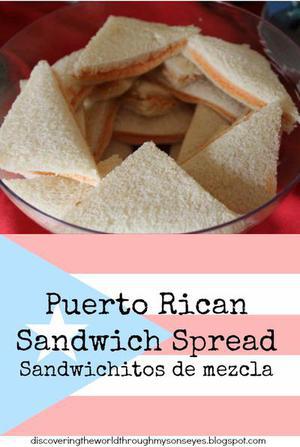 Puerto Rican
Sandwich Spread
Sandwichitos de mezcla
discoveringtheworldthroughmysonseyes.blogspot.com